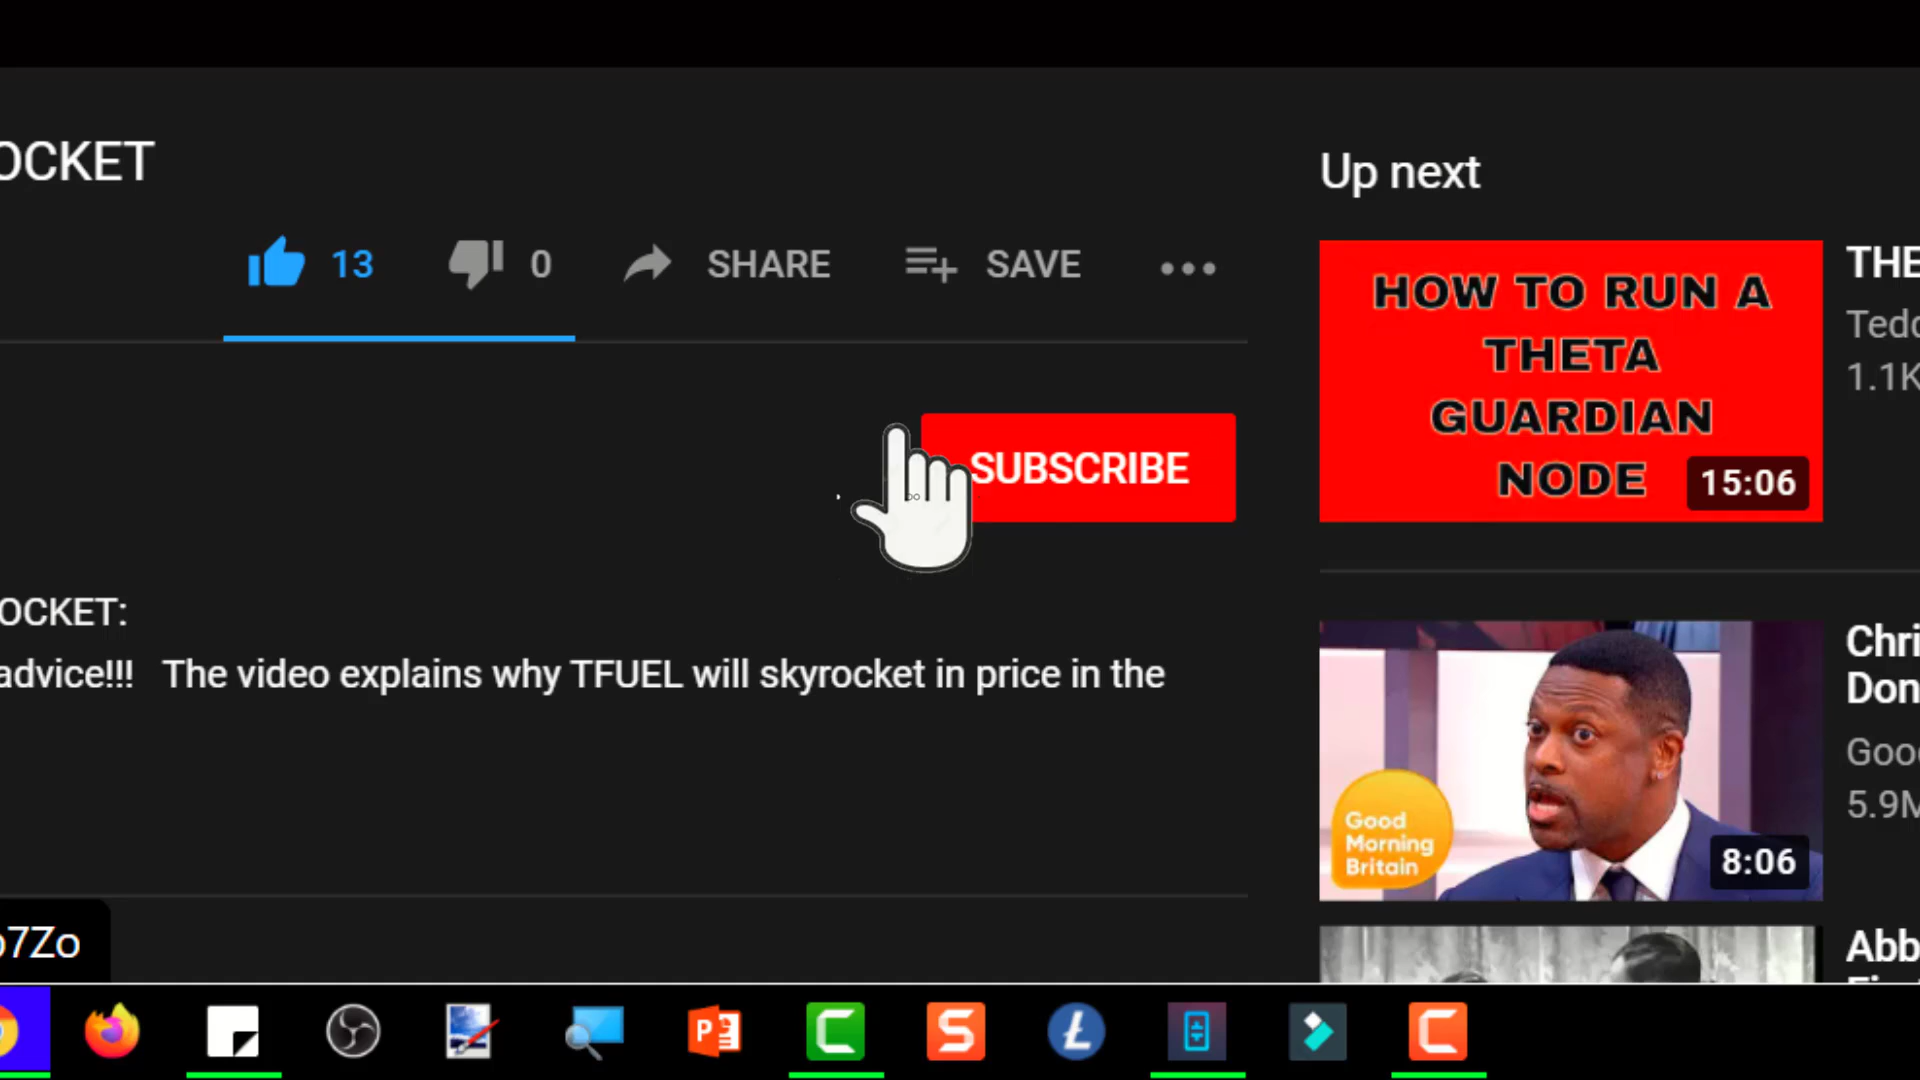 OCKET
13
0
SHARE
SAVE
SUBSCRIBE
OCKET:
advice!!! The video explains why TFUEL will skyrocket in price in the
Up next
HOW TO RUN A
THETA
GUARDIAN
NODE
15:06
THE
Tedd
1.1K
Good
Morning
Britain
8:06
Chri
Don
Good
5.9M
Abb
7Zo